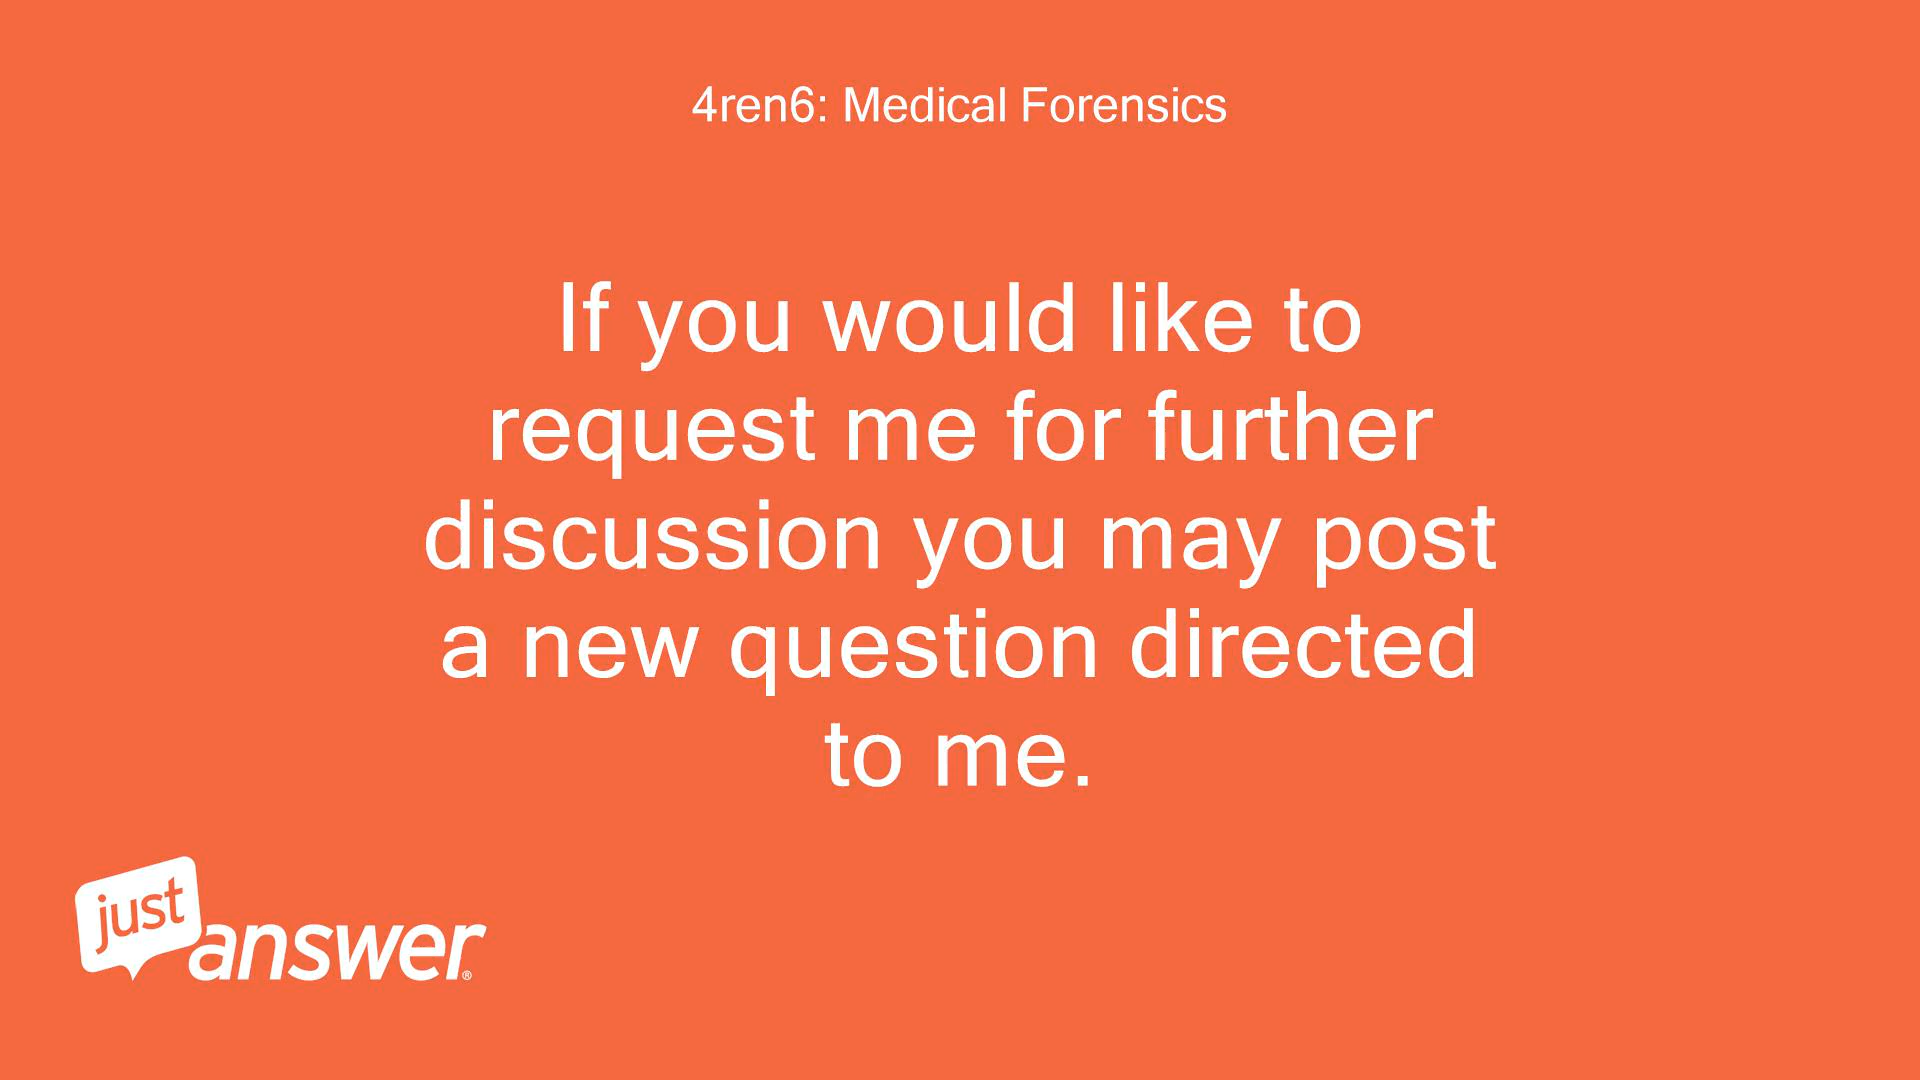 4ren6: Medical Forensics
If you would like to
request me for further
discussion you may post
a new question directed
to me.
just
answer®